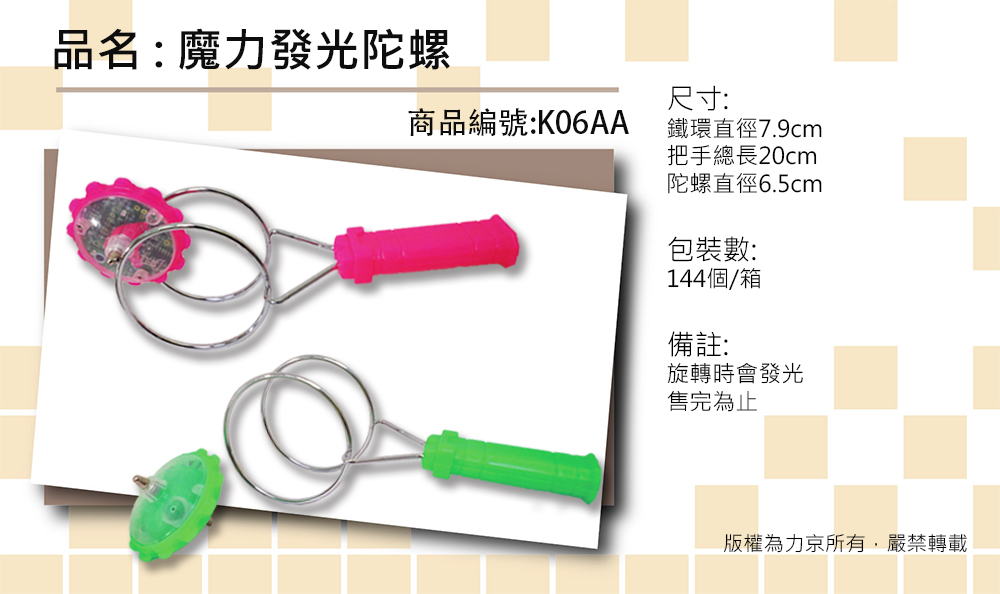 品名 : 魔力發光陀螺
商品編號:K06AA
尺寸:
鐵環直徑7.9cm
把手總長20cm
陀螺直徑6.5cm
包裝數:
144個/箱
備註:
旋轉時會發光
售完為止
版權為力京所有，嚴禁轉載